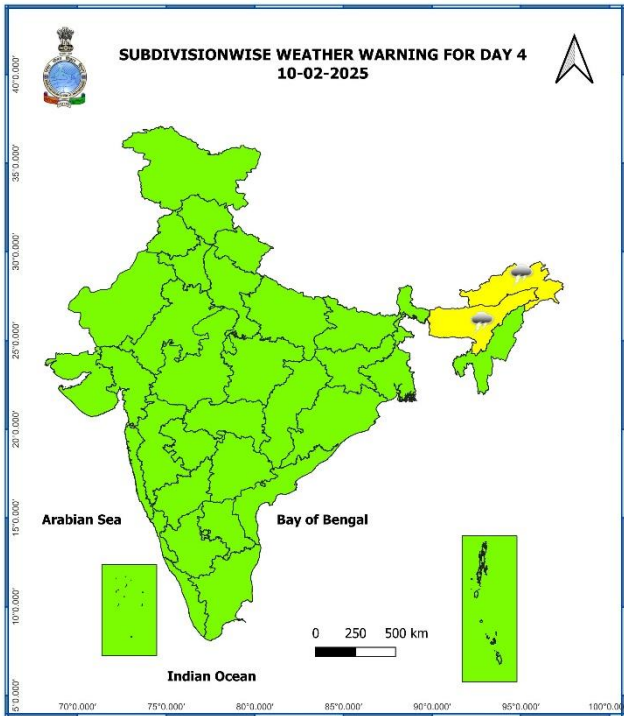 SUBDIVISIONWISE WEATHER WARNING FOR DAY 4
10-02-2025
40°0.000'
35°0.000'
30°0.000'
25°0.000'
20°0.000'
15°0.000'
10°0.000'
5°0.000'
Arabian Sea
Bay of Bengal
0 250 500 km
Indian Ocean
70°0.000' 75°0.000' 80°0.000' 85°0.000' 90°0.000' 95°0.000' 100°0.0